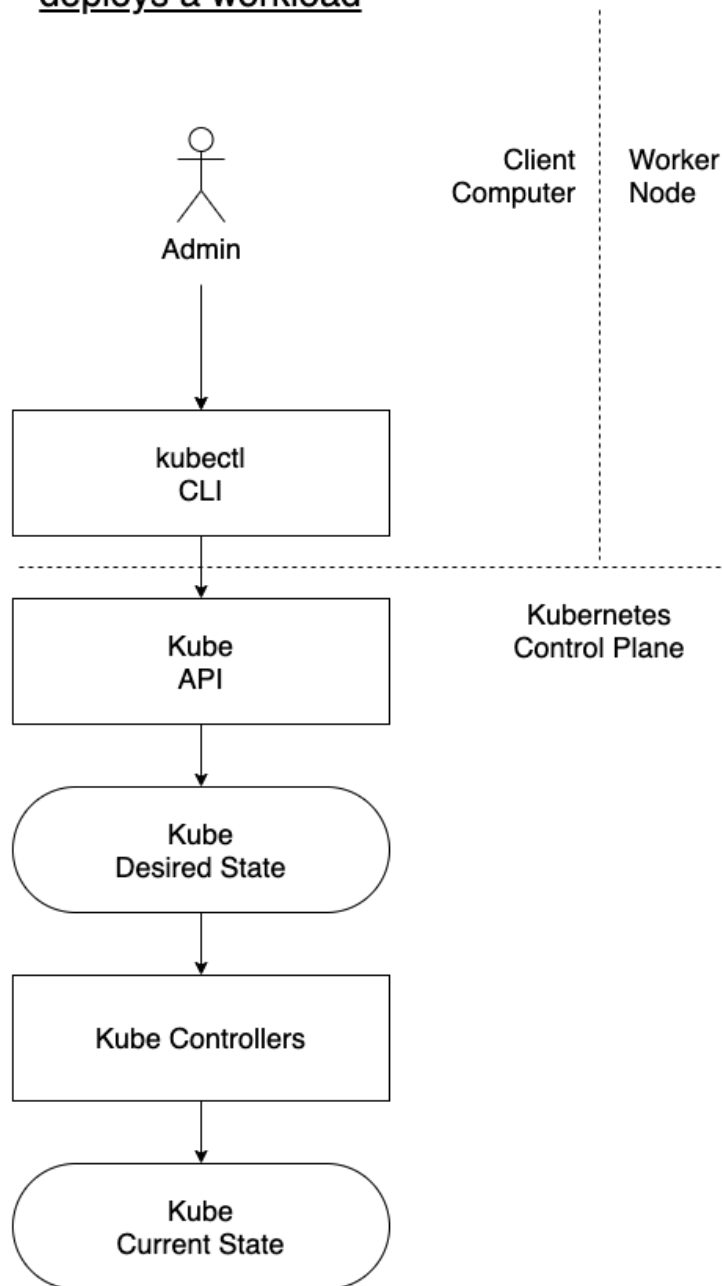 deploys a workload
Client
Computer
Worker
Node
Admin
kubectl
CLI
Kube
API
Kubernetes
Control Plane
Kube
Desired State
Kube Controllers
Kube
Current State